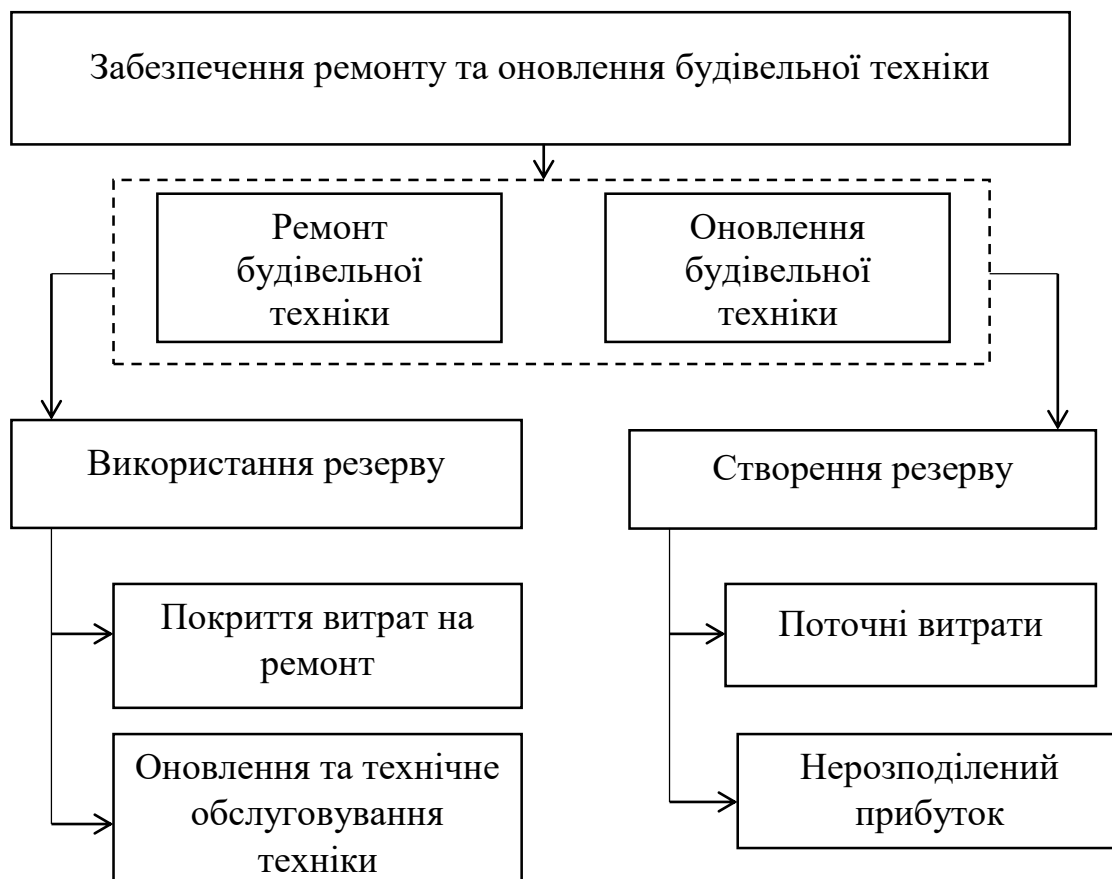 Забезпечення ремонту та оновлення будівельної техніки
Ремонт
будівельної
техніки
Оновлення
будівельної
техніки
Використання резерву
Створення резерву
Покриття витрат на
ремонт
Поточні витрати
Оновлення та технічне
обслуговування
техніки
Нерозподілений
прибуток